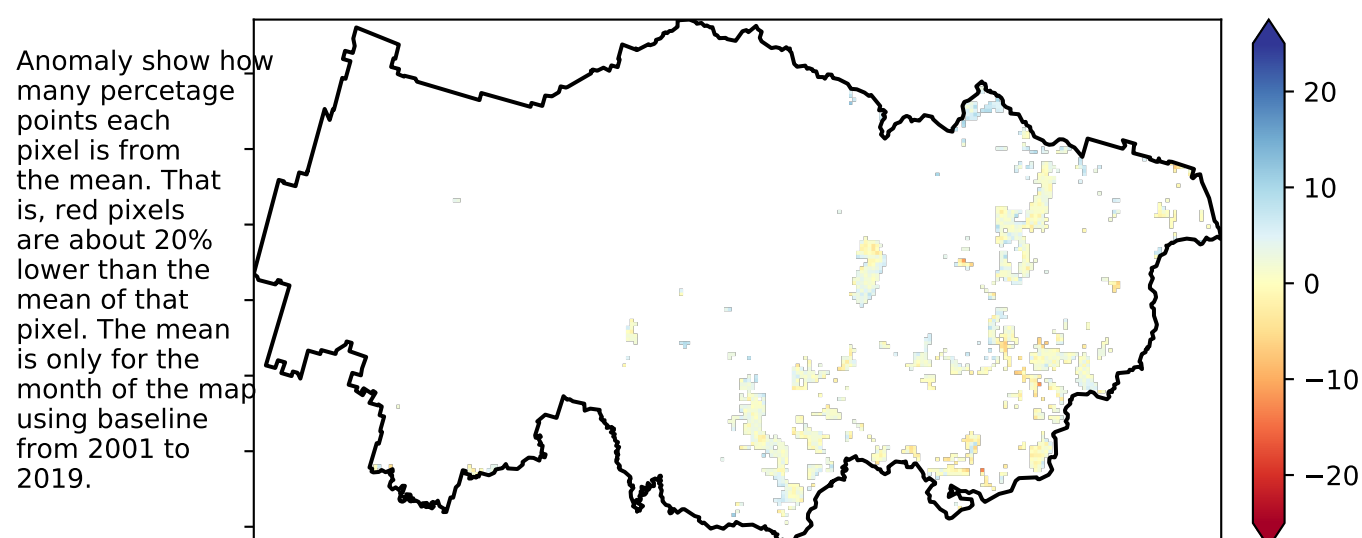 Anomaly show how
many percetage
points each
pixel is from
the mean. That
is, red pixels
are about 20%
lower than the
mean of that
pixel. The mean
is only for the
month of the map
using baseline
from 2001 to
2019.
20
10
0
−10
−20